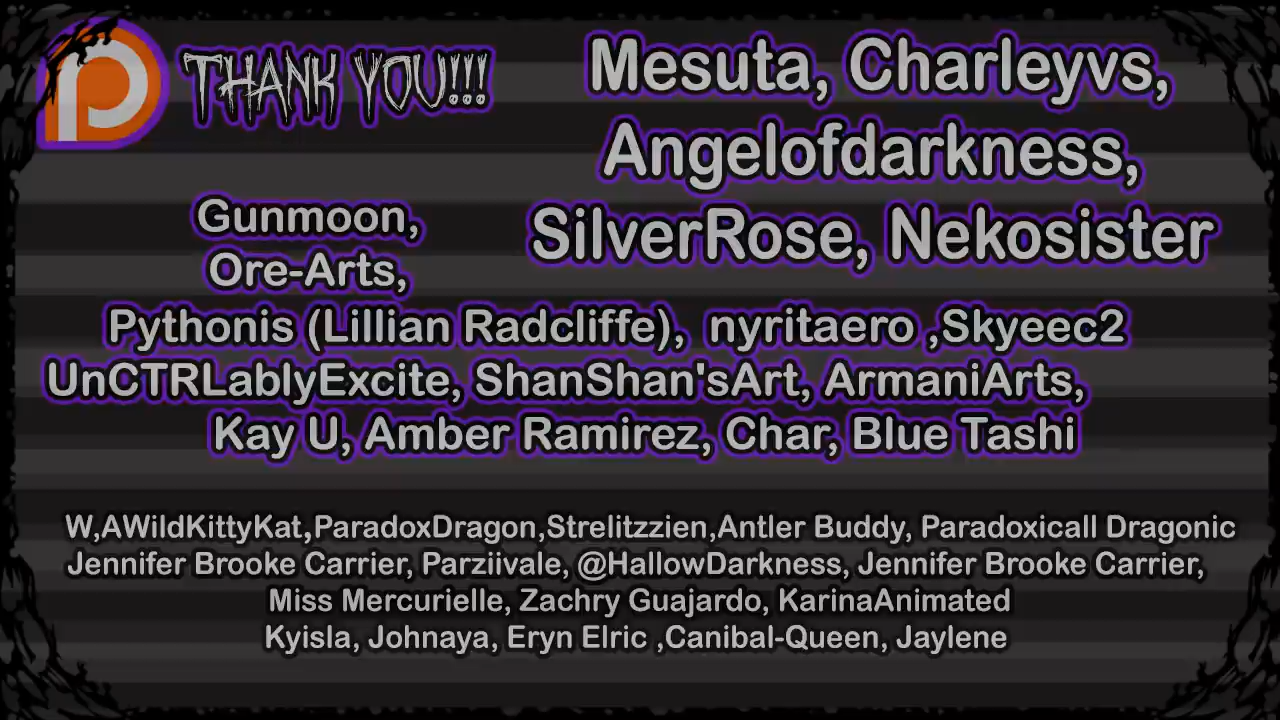 THANK YOU!!!
Mesuta, Charleyvs,
Angelofdarkness,
SilverRose, Nekosister
Gunmoon,
Ore-Arts,
Pythonis (Lillian Radcliffe), nyritaero ,Skyeec2
UnCTRLablyExcite, ShanShan'sArt, ArmaniArts,
Kay U, Amber Ramirez, Char, Blue Tashi
W,AWildKittyKat,ParadoxDragon,Strelitzzien,Antler Buddy, Paradoxicall Dragonic
Jennifer Brooke Carrier, Parziivale, @HallowDarkness, Jennifer Brooke Carrier,
Miss Mercurielle, Zachry Guajardo, KarinaAnimated
Kyisla, Johnaya, Eryn Elric ,Canibal-Queen, Jaylene